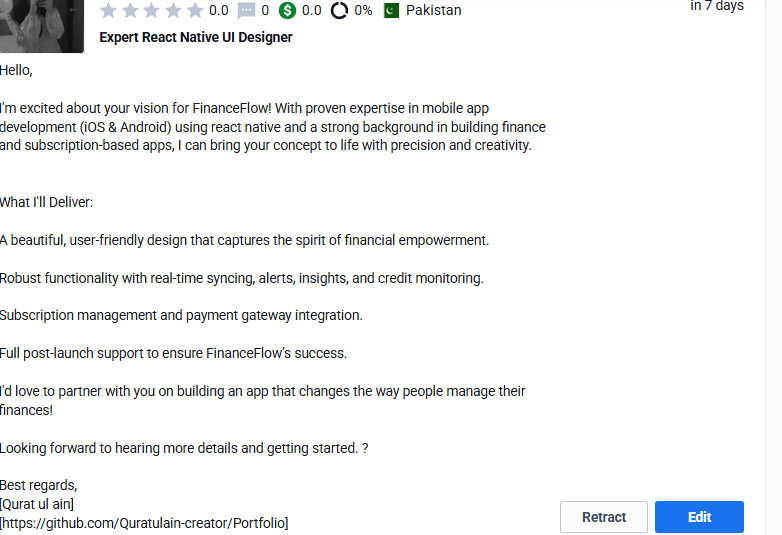 0.0 0 0.0 0% Pakistan in 7 days
Expert React Native UI Designer
Hello,
I'm excited about your vision for FinanceFlow! With proven expertise in mobile app
development (iOS & Android) using react native and a strong background in building finance
and subscription-based apps, I can bring your concept to life with precision and creativity.
What I'll Deliver:
A beautiful, user-friendly design that captures the spirit of financial empowerment.
Robust functionality with real-time syncing, alerts, insights, and credit monitoring.
Subscription management and payment gateway integration.
Full post-launch support to ensure FinanceFlow’s success.
I'd love to partner with you on building an app that changes the way people manage their
finances!
Looking forward to hearing more details and getting started. ?
Best regards,
[Qurat ul ain]
[https://github.com/Quratulain-creator/Portfolio]
Retract Edit